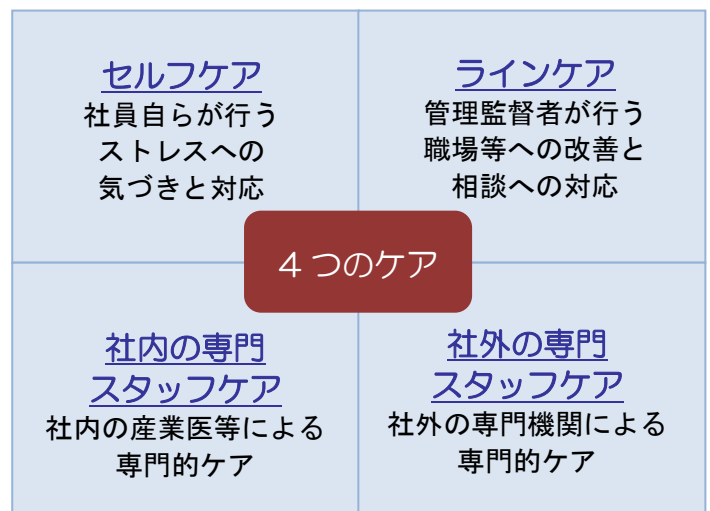 セルフケア
社員自らが行う
ストレスへの
気づきと対応
ラインケア
管理監督者が行う
職場等への改善と
相談への対応
4つのケア
社内の専門
スタッフケア
社内の産業医等による
専門的ケア
社外の専門
スタッフケア
社外の専門機関による
専門的ケア